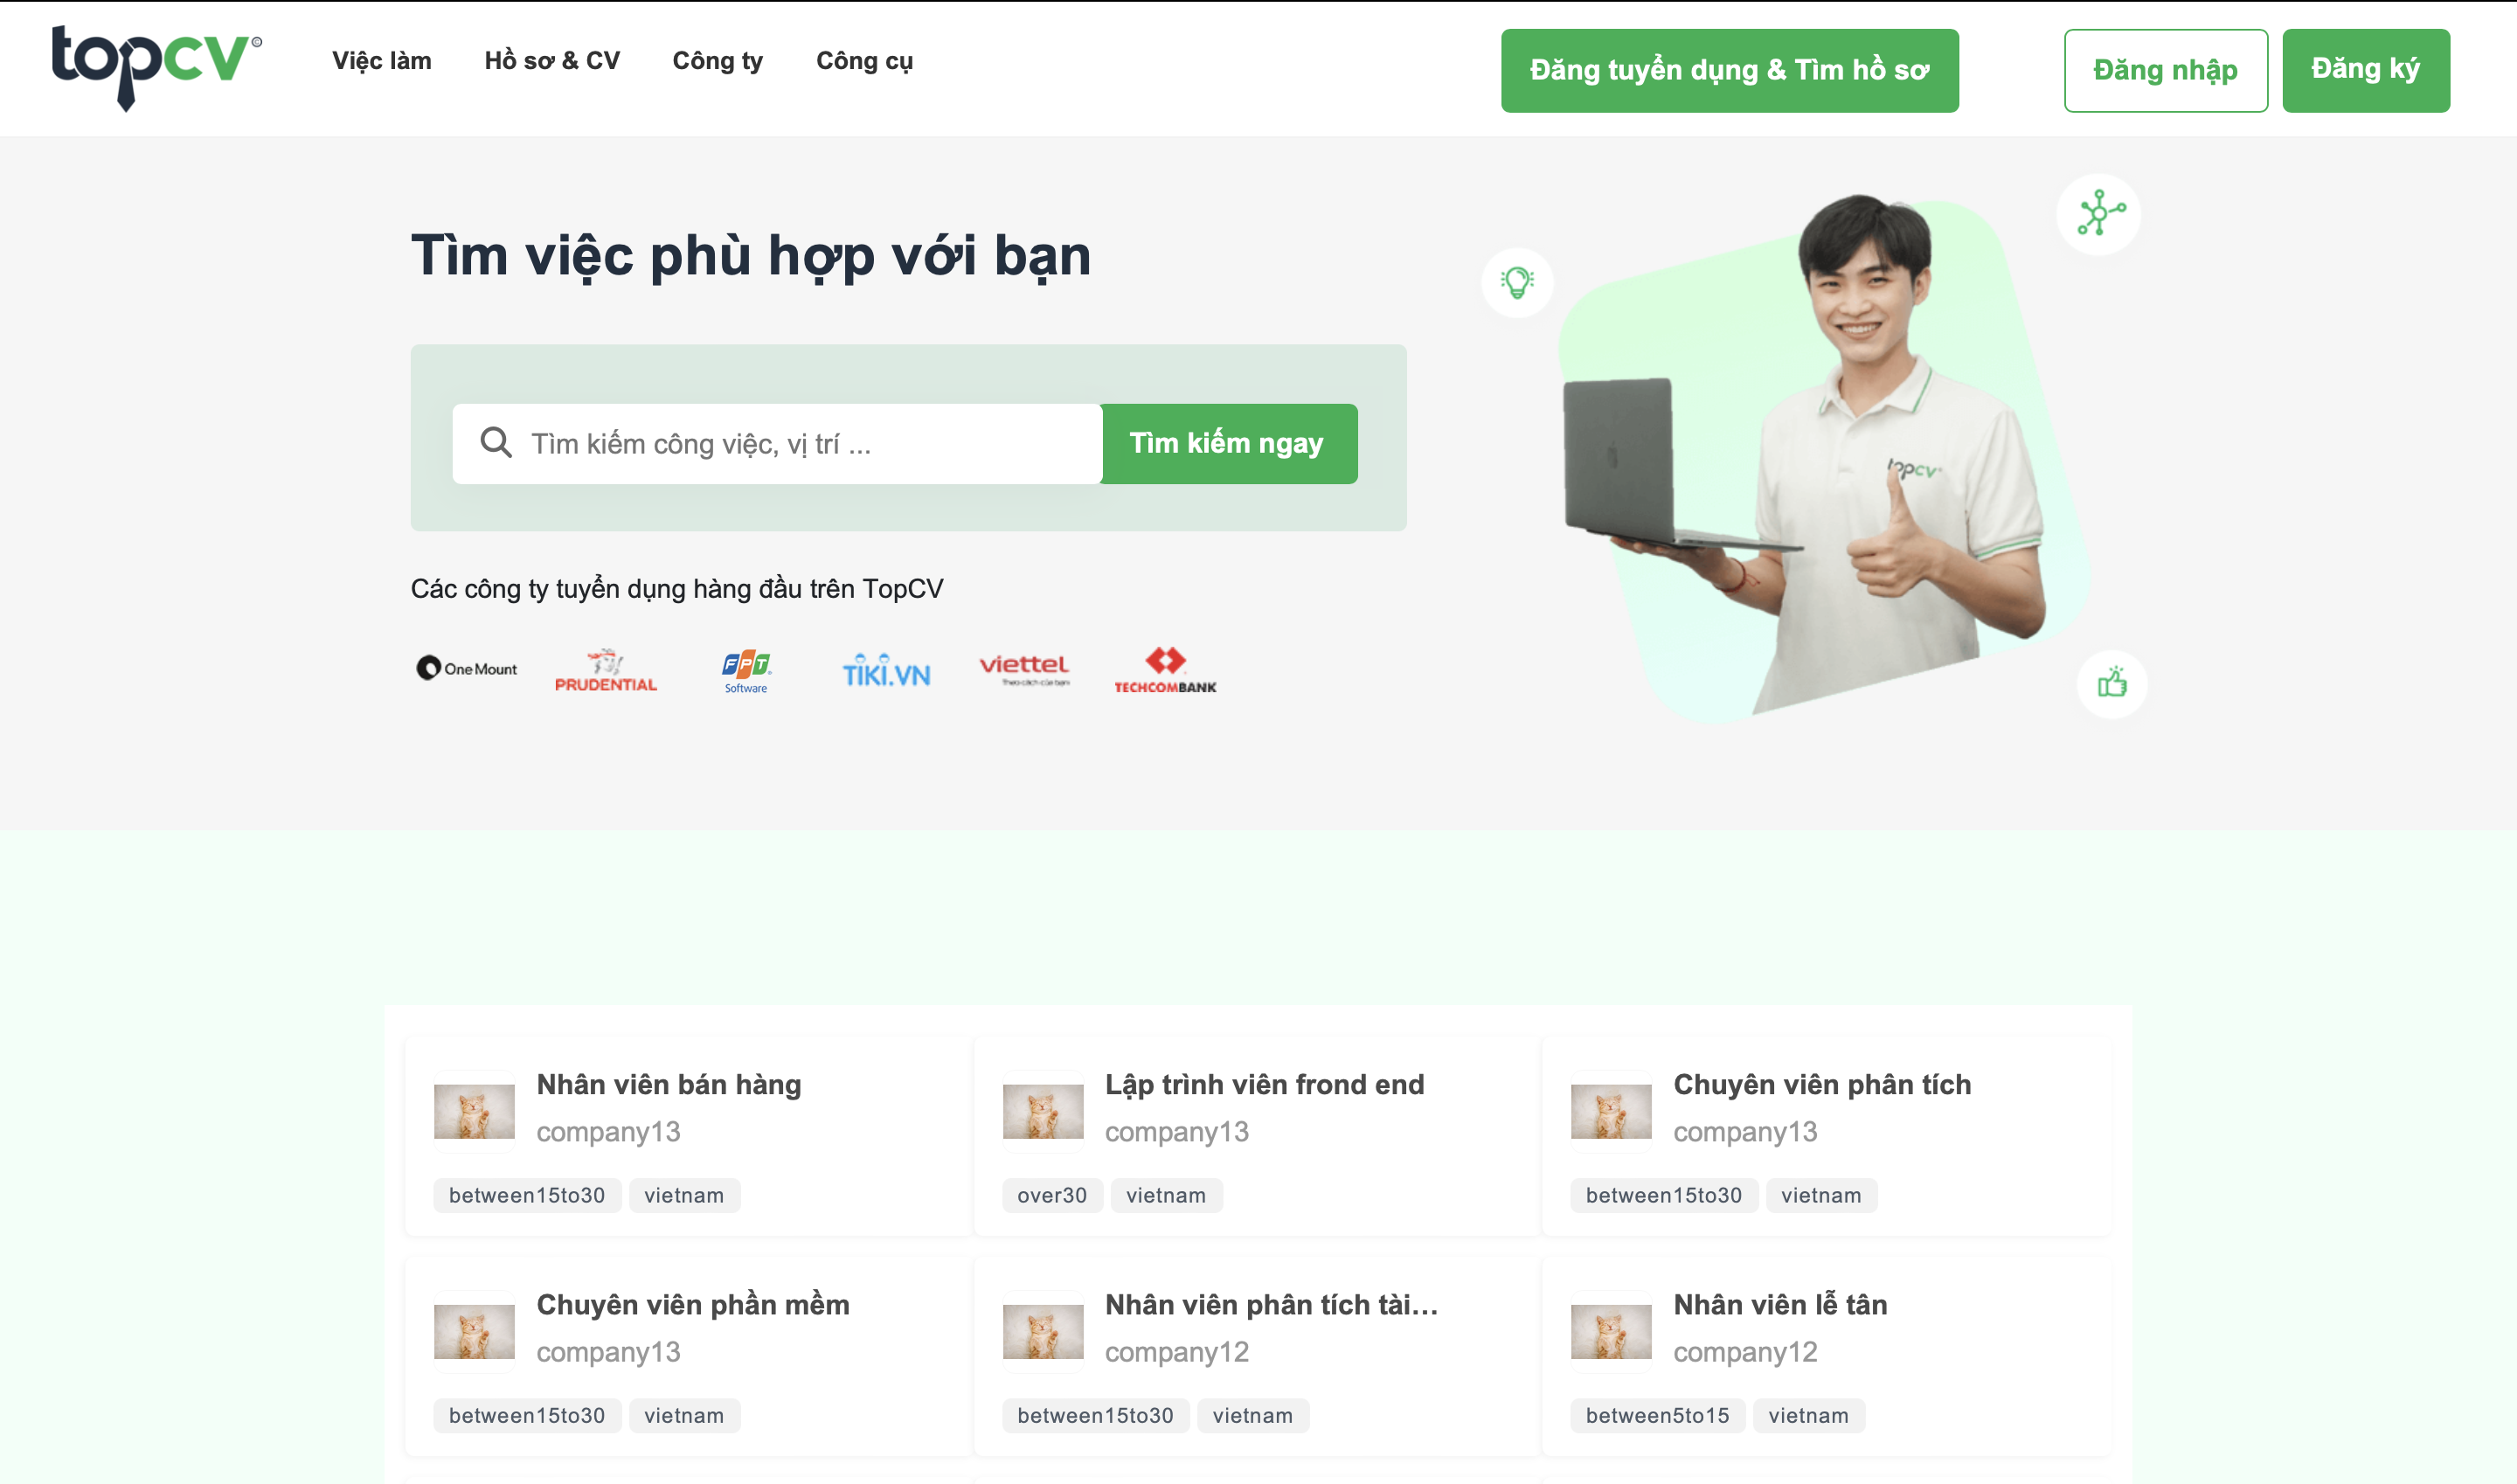 topcv©
Việc làm
Hồ sơ & CV
Công ty
Công cụ
Đăng tuyển dụng & Tìm hồ sơ
Đăng nhập
Đăng ký
Tìm việc phù hợp với bạn
Tìm kiếm công việc, vị trí ...
Tìm kiếm ngay
topcv
Các công ty tuyển dụng hàng đầu trên TopCV
One Mount
PRUDENTIAL
FPT
Software
TIKI.VN
viettel
Theo cách của bạn
TECHCOMBANK
Nhân viên bán hàng
company13
between15to30
vietnam
Lập trình viên frond end
company13
over30
vietnam
Chuyên viên phân tích
company13
between15to30
vietnam
Chuyên viên phần mềm
company13
between15to30
vietnam
Nhân viên phân tích tài...
company12
between15to30
vietnam
Nhân viên lễ tân
company12
between5to15
vietnam